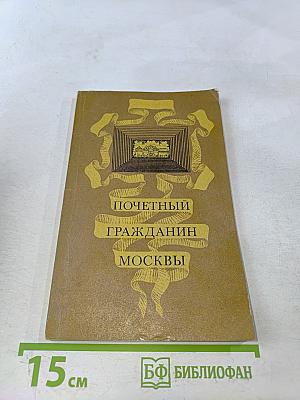 ПОЧЕТНЫЙ
ГРАЖДАНИН
МОСКВЫ
15 см
БФ БИБЛИОФАН